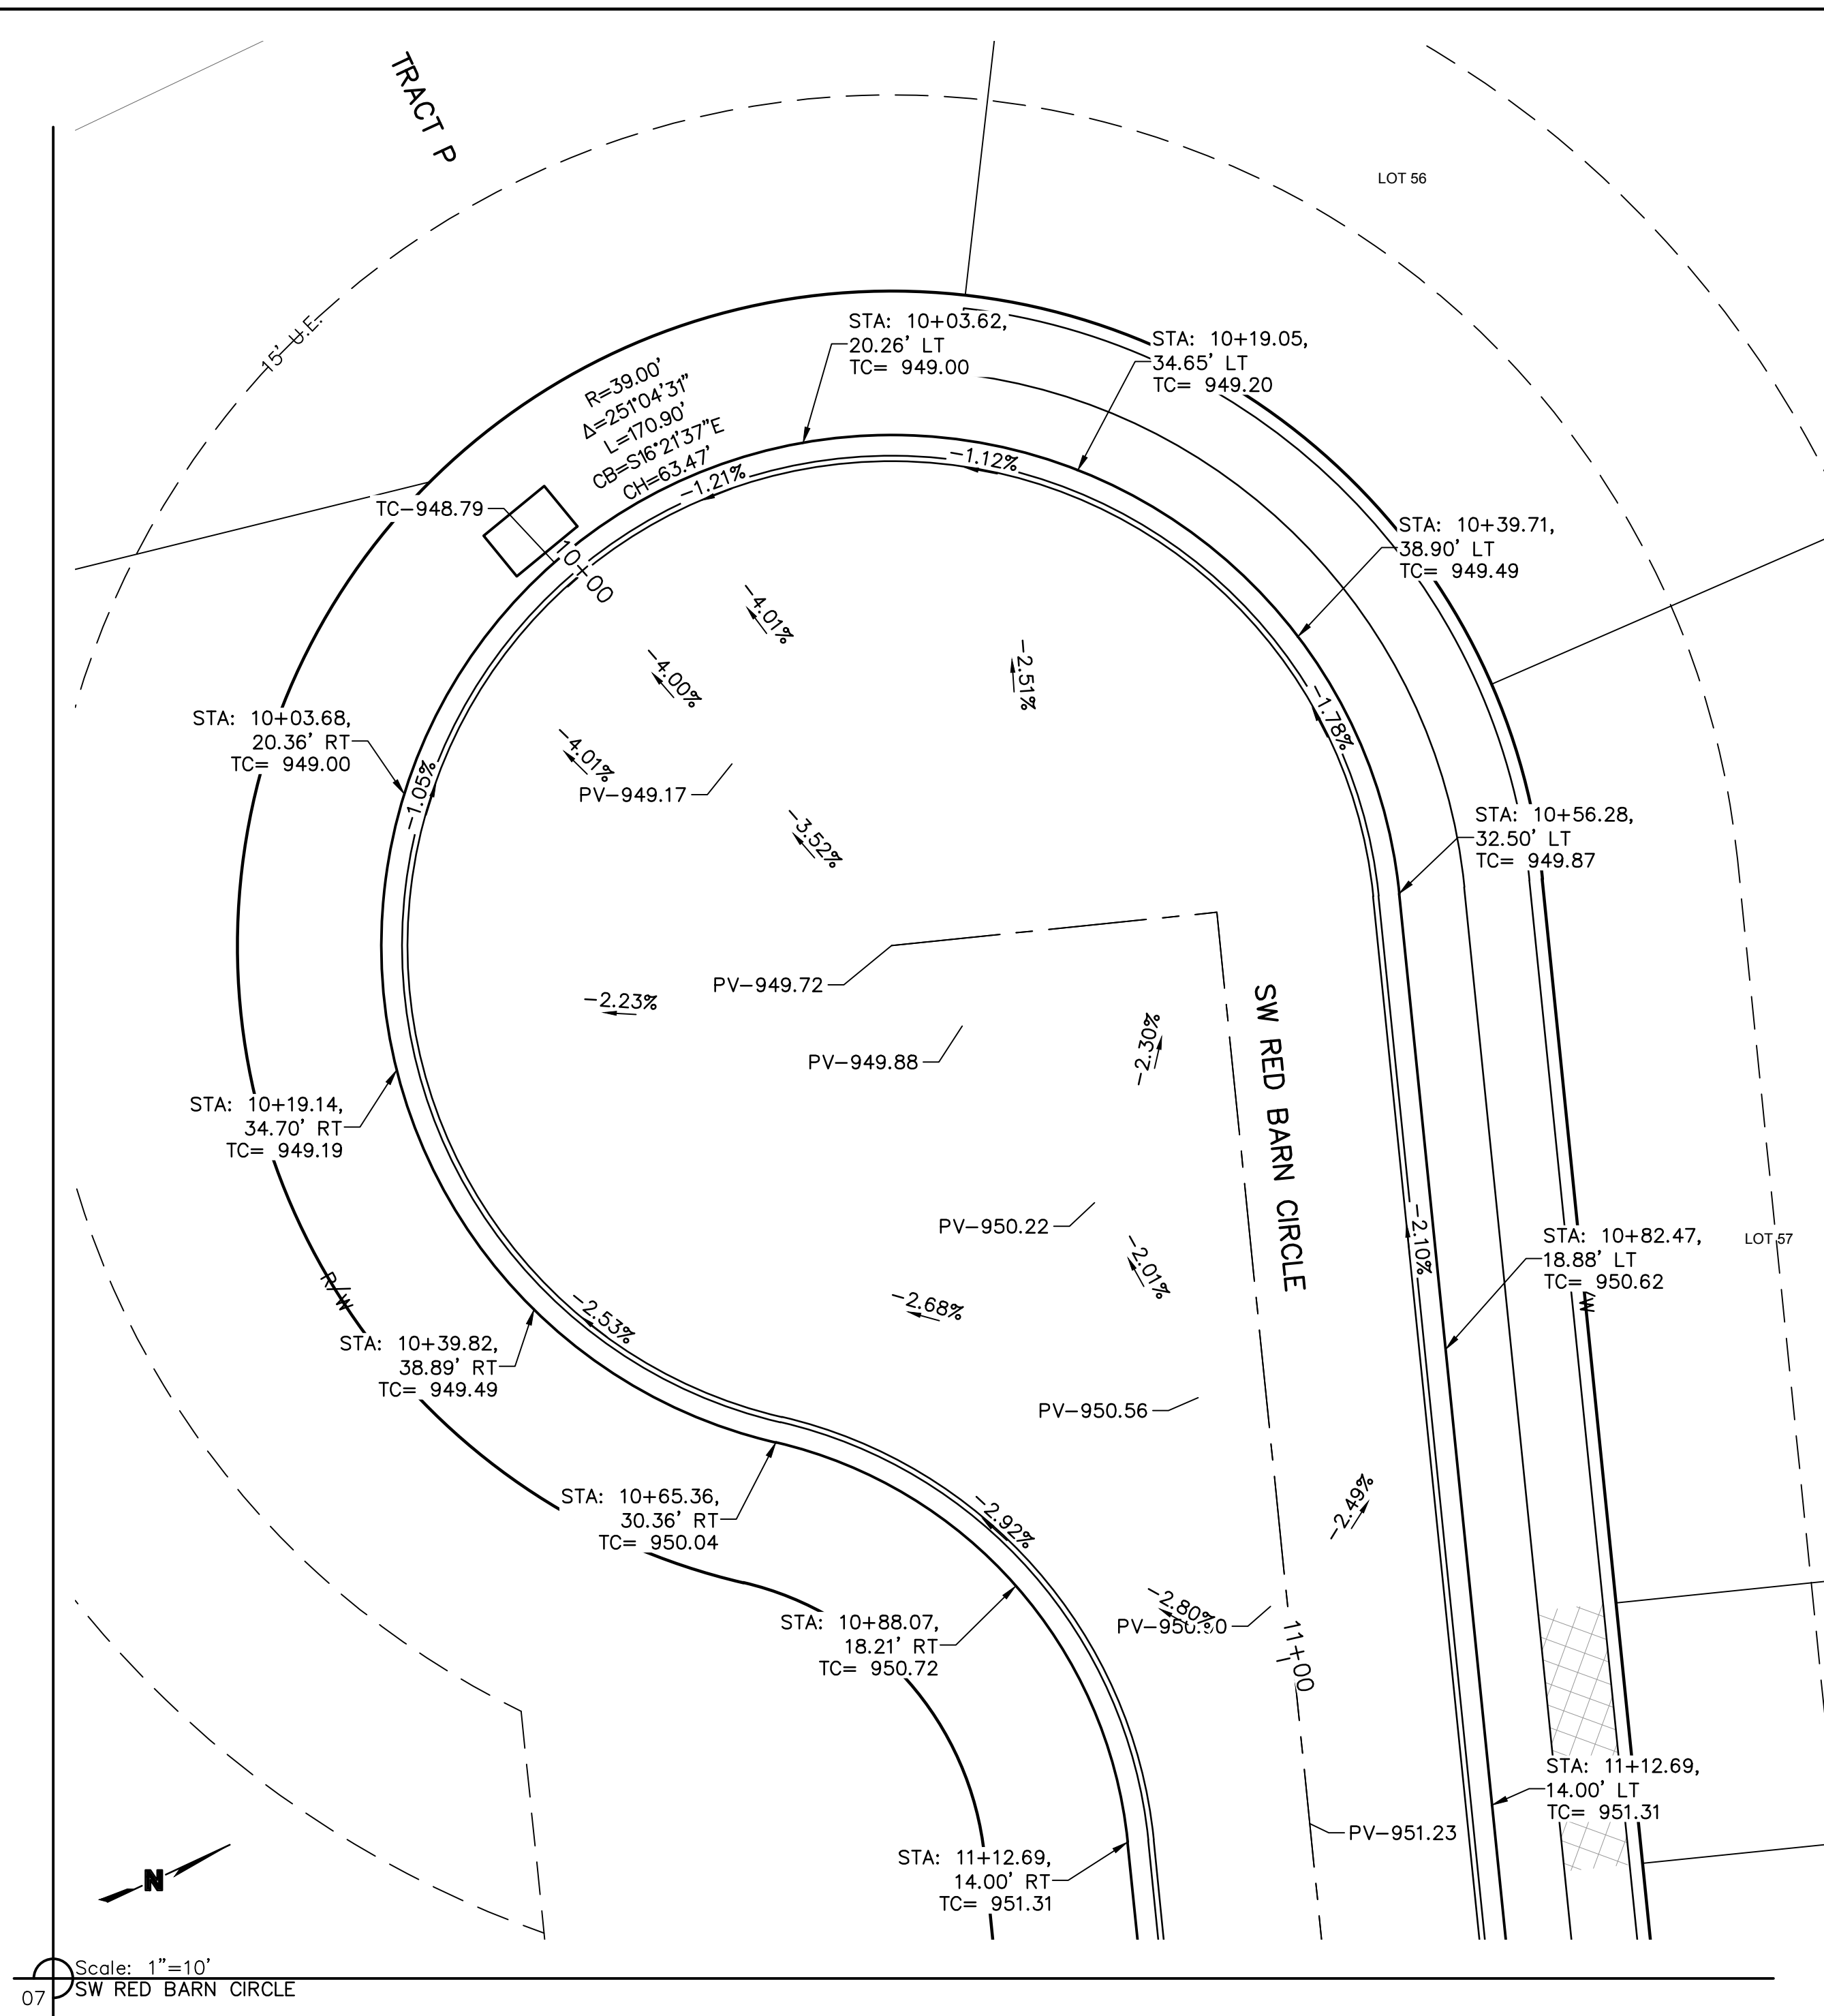 TRACT P
LOT 56
15' U.E.
R=39.00'
Δ=251°04'31"
L=170.90'
CB=S16°21'37"E
CH=63.47'
STA: 10+03.62,
20.26' LT
TC= 949.00
STA: 10+19.05,
34.65' LT
TC= 949.20
-1.21%
-1.12%
TC-948.79
10+00
STA: 10+39.71,
38.90' LT
TC= 949.49
-4.01%
-4.00%
-4.01%
-2.51%
-1.78%
STA: 10+03.68,
20.36' RT
TC= 949.00
-1.05%
PV-949.17
-3.52%
STA: 10+56.28,
32.50' LT
TC= 949.87
PV-949.72
-2.23%
PV-949.88
-2.30%
SW RED BARN CIRCLE
STA: 10+19.14,
34.70' RT
TC= 949.19
PV-950.22
-2.01%
-2.10%
STA: 10+82.47,
18.88' LT
TC= 950.62
LOT 57
R/W
-2.53%
-2.68%
STA: 10+39.82,
38.89' RT
TC= 949.49
PV-950.56
STA: 10+65.36,
30.36' RT
TC= 950.04
-2.92%
-2.49%
-2.80%
STA: 10+88.07,
18.21' RT
TC= 950.72
11+00
STA: 11+12.69,
14.00' LT
TC= 951.31
PV-951.23
STA: 11+12.69,
14.00' RT
TC= 951.31
N
Scale: 1"=10'
SW RED BARN CIRCLE
07